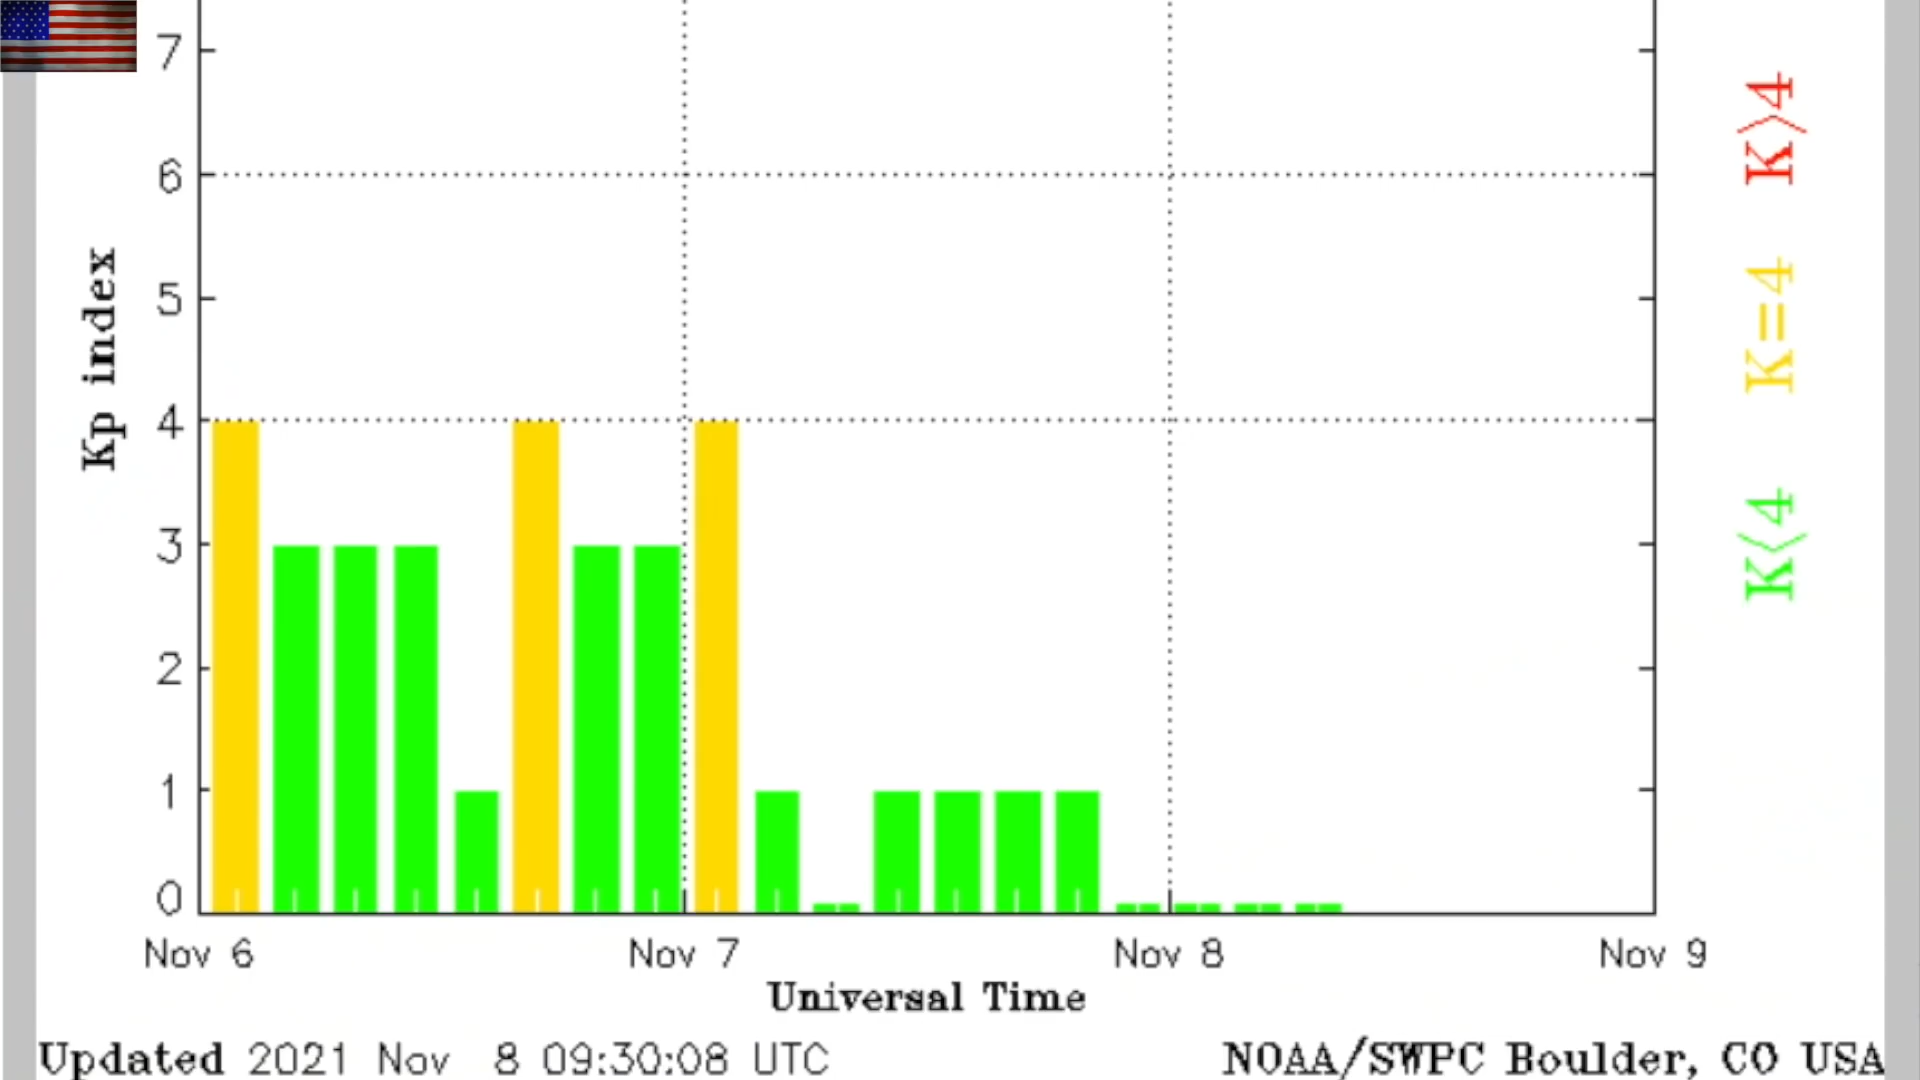 7
6
5
4
3
2
1
0
Kp index
K<4 K=4 K>4
Nov 6 Nov 7 Nov 8 Nov 9
Universal Time
Updated 2021 Nov 8 09:30:08 UTC
NOAA/SWPC Boulder, CO USA